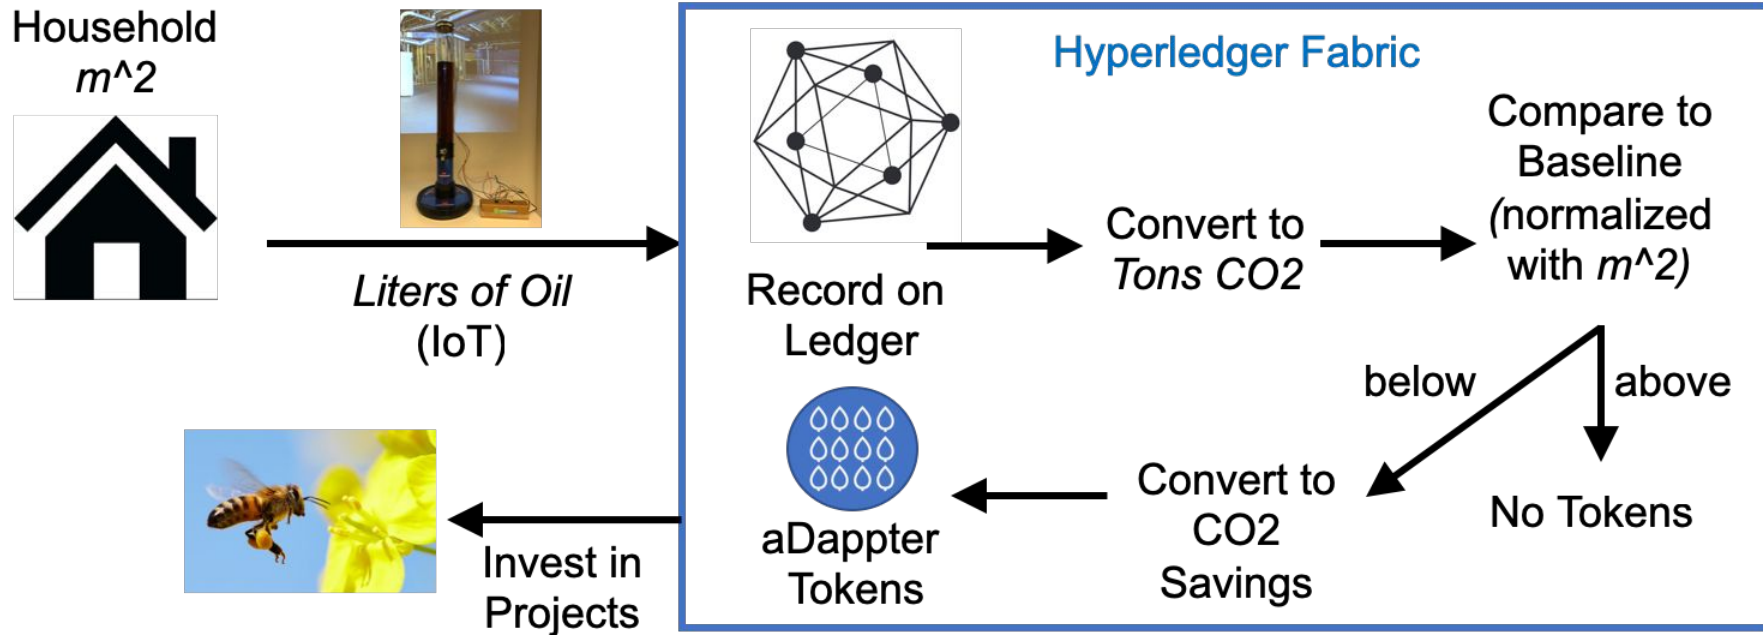 Household
m^2
Liters of Oil
(IoT)
Hyperledger Fabric
Record on
Ledger
Convert to
Tons CO2
Compare to
Baseline
(normalized
with m^2)
below
above
No Tokens
Convert to
CO2
Savings
aDappter
Tokens
Invest in
Projects